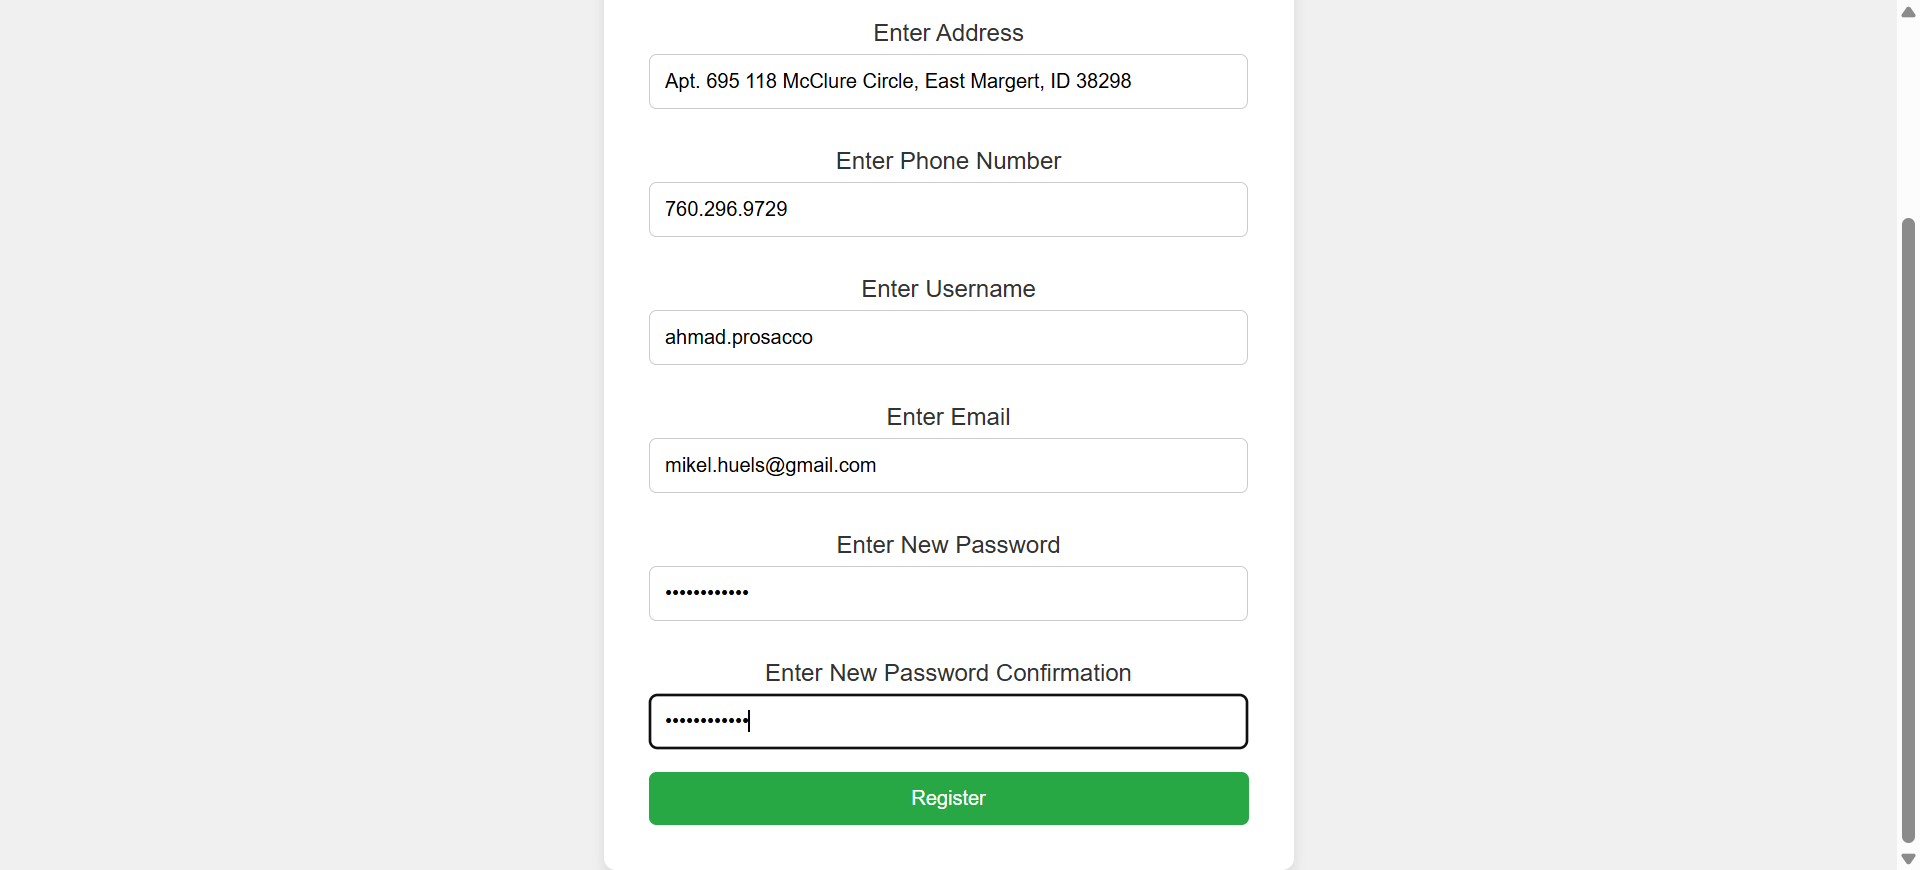 Enter Address
Apt. 695 118 McClure Circle, East Margert, ID 38298
Enter Phone Number
760.296.9729
Enter Username
ahmad.prosacco
Enter Email
mikel.huels@gmail.com
Enter New Password
••••••••••••
Enter New Password Confirmation
••••••••••••
Register